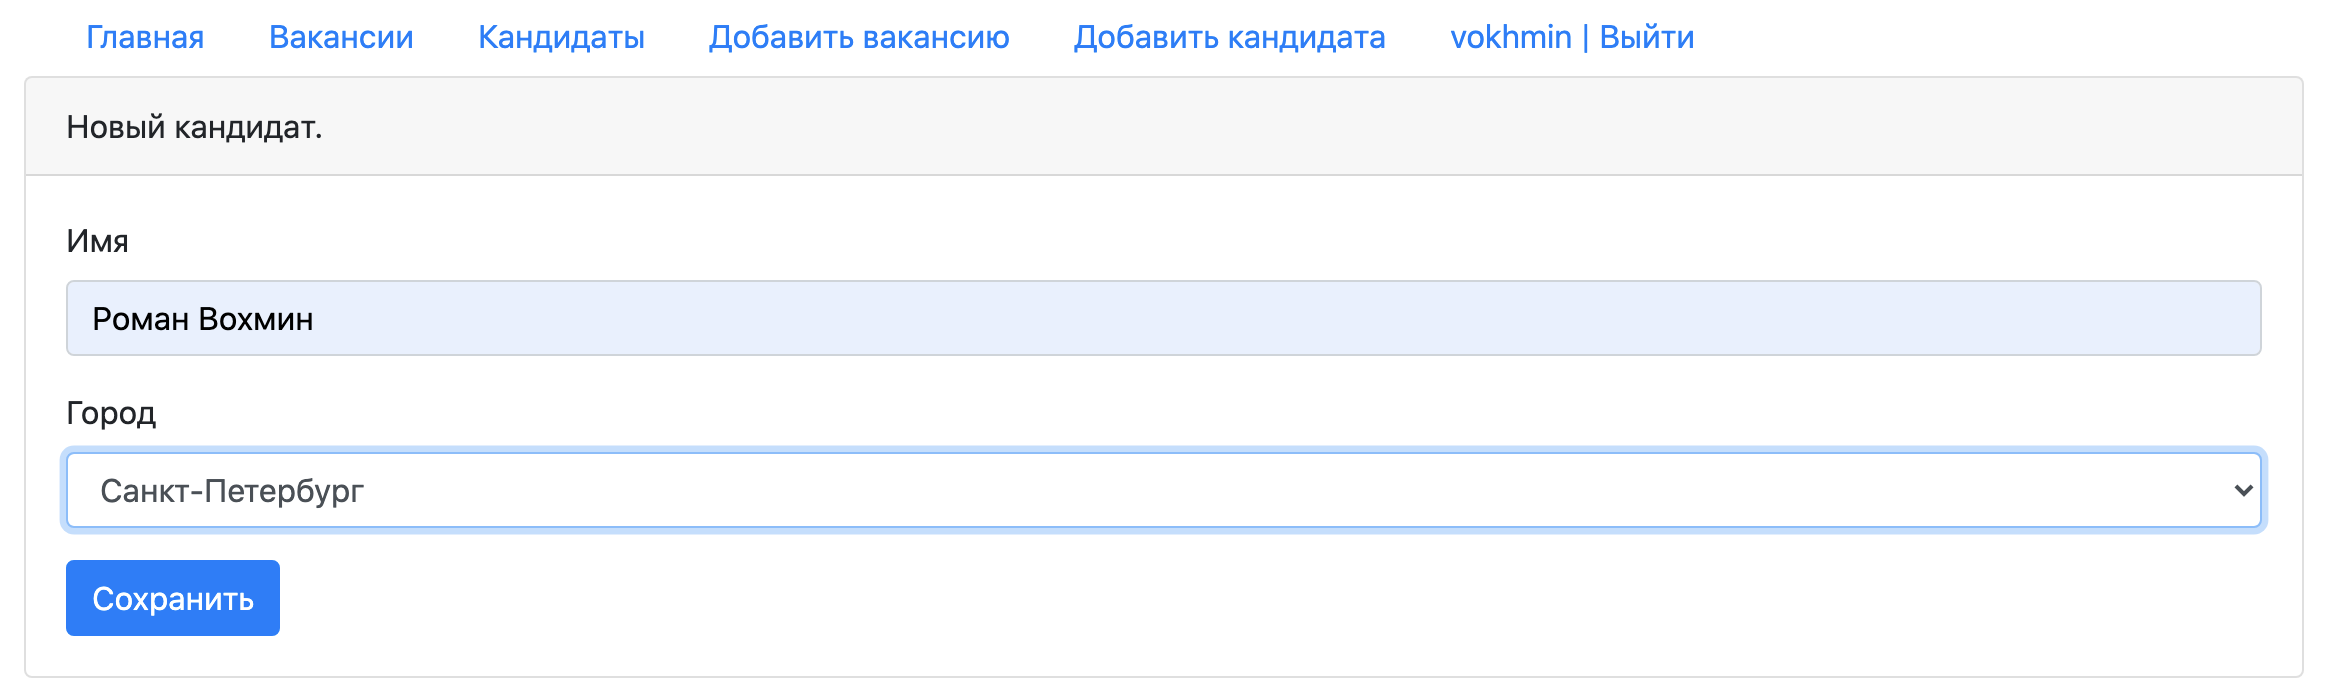 Главная Вакансии Кандидаты Добавить вакансию Добавить кандидата vokhmin | Выйти
Новый кандидат.
Имя
Роман Вохмин
Город
Санкт-Петербург
Сохранить